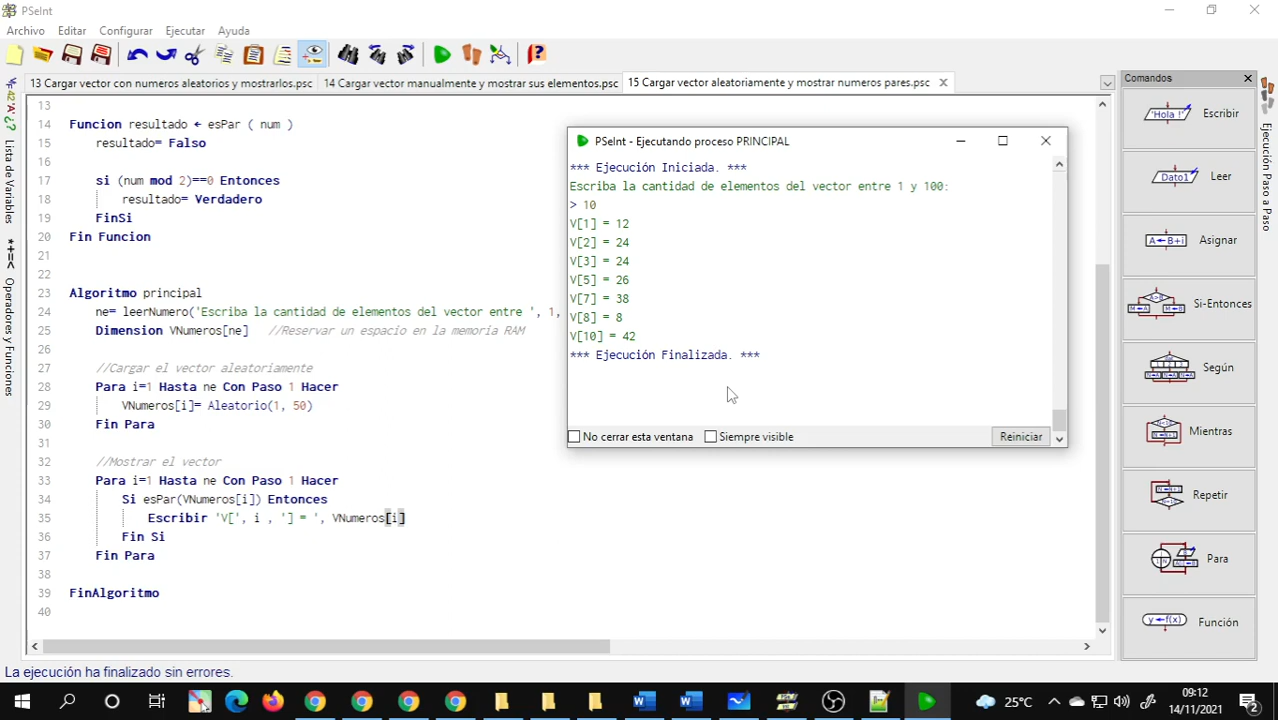 PSeInt
Archivo Editar Configurar Ejecutar Ayuda
13 Cargar vector con numeros aleatorios y mostrarlos.psc 14 Cargar vector manualmente y mostrar sus elementos.psc 15 Cargar vector aleatoriamente y mostrar numeros pares.psc
Lista de Variables
Operadores y Funciones
13
14 Funcion resultado ← esPar ( num )
15 resultado= Falso
16
17 si (num mod 2)==0 Entonces
18 resultado= Verdadero
19 FinSi
20 Fin Funcion
21
22
23 Algoritmo principal
24 ne= leerNumero('Escriba la cantidad de elementos del vector entre ', 1,
25 Dimension VNumeros[ne] //Reservar un espacio en la memoria RAM
26
27 //Cargar el vector aleatoriamente
28 Para i=1 Hasta ne Con Paso 1 Hacer
29 VNumeros[i]= Aleatorio(1, 50)
30 Fin Para
31
32 //Mostrar el vector
33 Para i=1 Hasta ne Con Paso 1 Hacer
34 Si esPar(VNumeros[i]) Entonces
35 Escribir 'V[', i , '] = ', VNumeros[i]
36 Fin Si
37 Fin Para
38
39 FinAlgoritmo
40
PSeInt - Ejecutando proceso PRINCIPAL
*** Ejecución Iniciada. ***
Escriba la cantidad de elementos del vector entre 1 y 100:
> 10
V[1] = 12
V[2] = 24
V[3] = 24
V[5] = 26
V[7] = 38
V[8] = 8
V[10] = 42
*** Ejecución Finalizada. ***
No cerrar esta ventana Siempre visible Reiniciar
Comandos
'Hola !' Escribir
Dato1 Leer
A←B+i Asignar
Si-Entonces
Según
Mientras
Repetir
Para
y←f(x) Función
Ejecución Paso a Paso
La ejecución ha finalizado sin errores.
25°C
09:12
14/11/2021
2